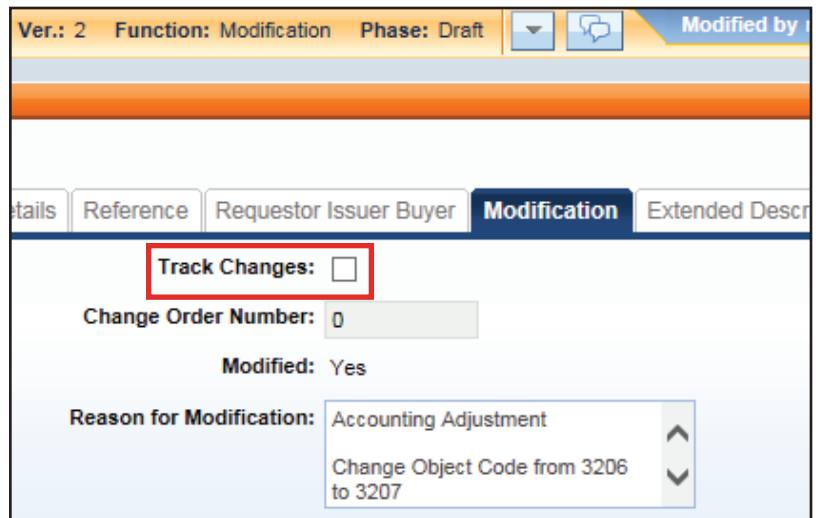 Ver.: 2 Function: Modification Phase: Draft Modified by
etails Reference Requestor Issuer Buyer Modification Extended Descr
Track Changes:
Change Order Number: 0
Modified: Yes
Reason for Modification: Accounting Adjustment
Change Object Code from 3206
to 3207